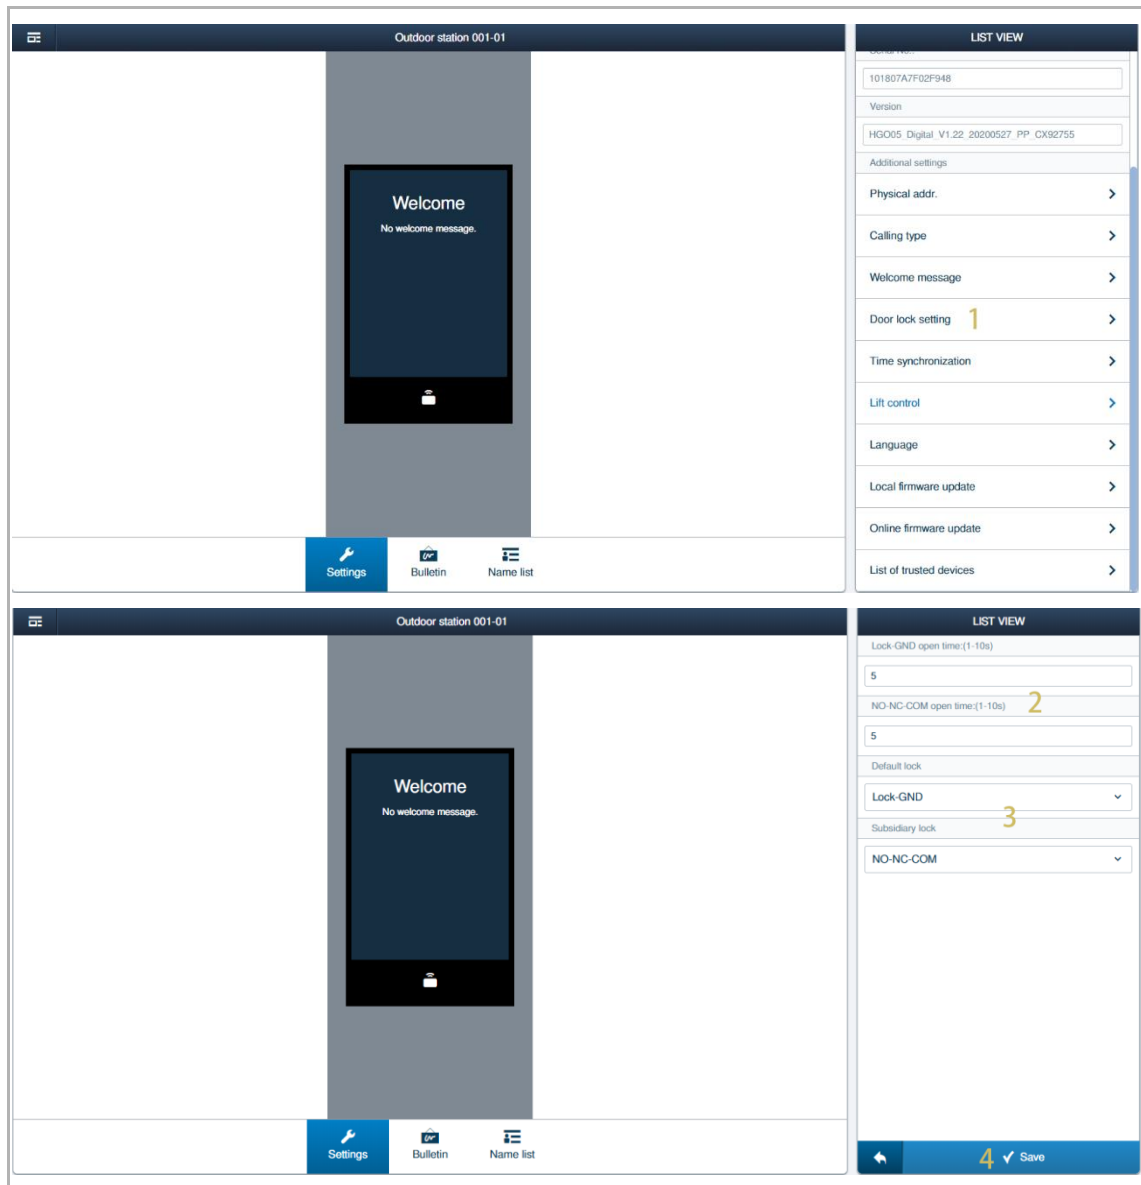 Outdoor station 001-01
LIST VIEW
Serial No.:
101807A7F02F948
Version
HGO05_Digital_V1.22_20200527_PP_CX92755
Additional settings
Physical addr.
Calling type
Welcome message
Door lock setting 1
Time synchronization
Lift control
Language
Local firmware update
Online firmware update
List of trusted devices
Welcome
No welcome message.
Settings Bulletin Name list
Outdoor station 001-01
LIST VIEW
Lock-GND open time:(1-10s)
5
NO-NC-COM open time:(1-10s) 2
5
Default lock
Lock-GND
3
Subsidiary lock
NO-NC-COM
Welcome
No welcome message.
Settings Bulletin Name list
4 Save